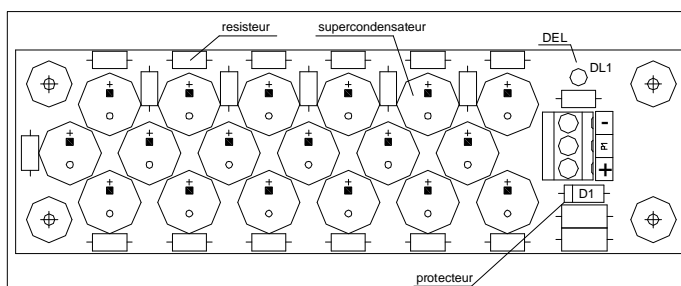 resisteur
supercondensateur
DEL
DL1
-
P1
+
D1
protecteur